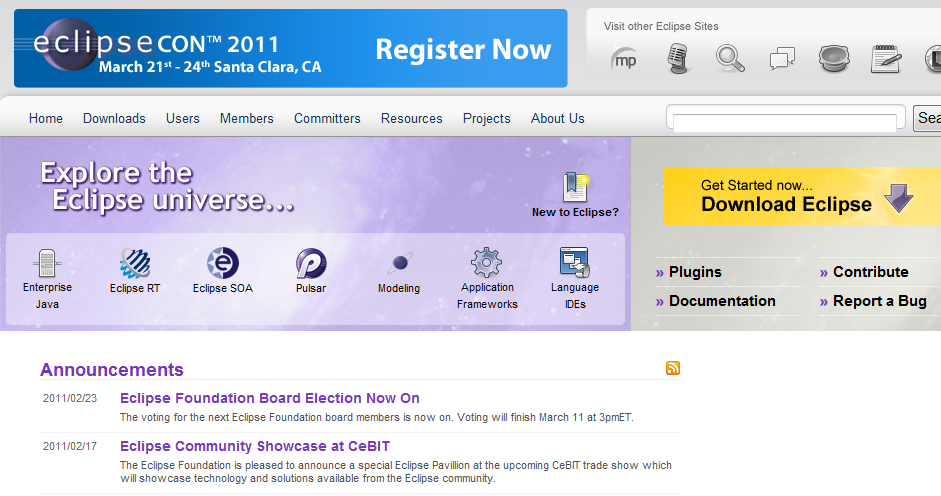 eclipsecon™ 2011
March 21st - 24th Santa Clara, CA
Register Now
Visit other Eclipse Sites
mp
Home Downloads Users Members Committers Resources Projects About Us
Explore the
Eclipse universe...
New to Eclipse?
Get Started now...
Download Eclipse
Enterprise
Java
Eclipse RT
Eclipse SOA
Pulsar
Modeling
Application
Frameworks
Language
IDEs
» Plugins
» Contribute
» Documentation
» Report a Bug
Announcements
2011/02/23 Eclipse Foundation Board Election Now On
The voting for the next Eclipse Foundation board members is now on. Voting will finish March 11 at 3pmET.
2011/02/17 Eclipse Community Showcase at CeBIT
The Eclipse Foundation is pleased to announce a special Eclipse Pavillion at the upcoming CeBIT trade show which
will showcase technology and solutions available from the Eclipse community.